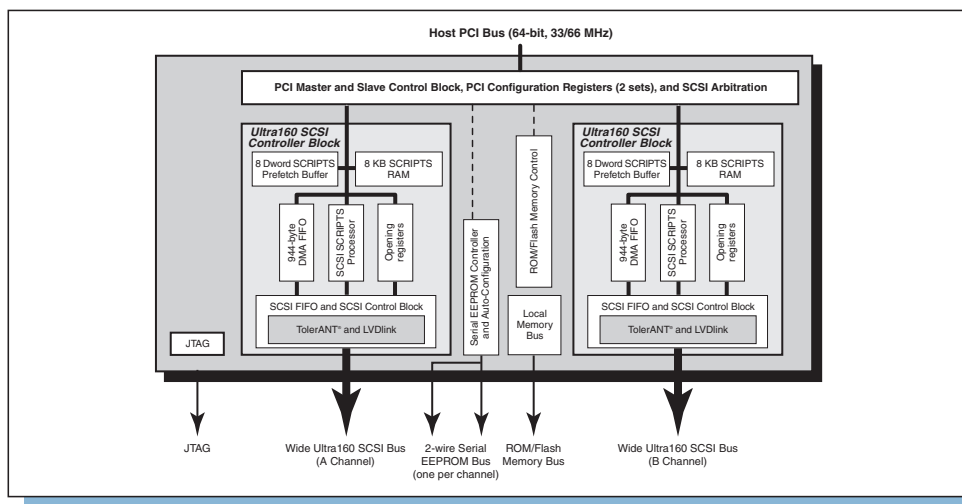 Host PCI Bus (64-bit, 33/66 MHz)
PCI Master and Slave Control Block, PCI Configuration Registers (2 sets), and SCSI Arbitration
Ultra160 SCSI
Controller Block
8 Dword SCRIPTS
Prefetch Buffer
8 KB SCRIPTS
RAM
944-byte
DMA FIFO
SCSI SCRIPTS
Processor
Opening
registers
SCSI FIFO and SCSI Control Block
TolerANT® and LVDlink
Serial EEPROM Controller
and Auto-Configuration
ROM/Flash Memory Control
Local
Memory
Bus
Ultra160 SCSI
Controller Block
8 Dword SCRIPTS
Prefetch Buffer
8 KB SCRIPTS
RAM
944-byte
DMA FIFO
SCSI SCRIPTS
Processor
Opening
registers
SCSI FIFO and SCSI Control Block
TolerANT® and LVDlink
JTAG
JTAG
Wide Ultra160 SCSI Bus
(A Channel)
2-wire Serial
EEPROM Bus
(one per channel)
ROM/Flash
Memory Bus
Wide Ultra160 SCSI Bus
(B Channel)